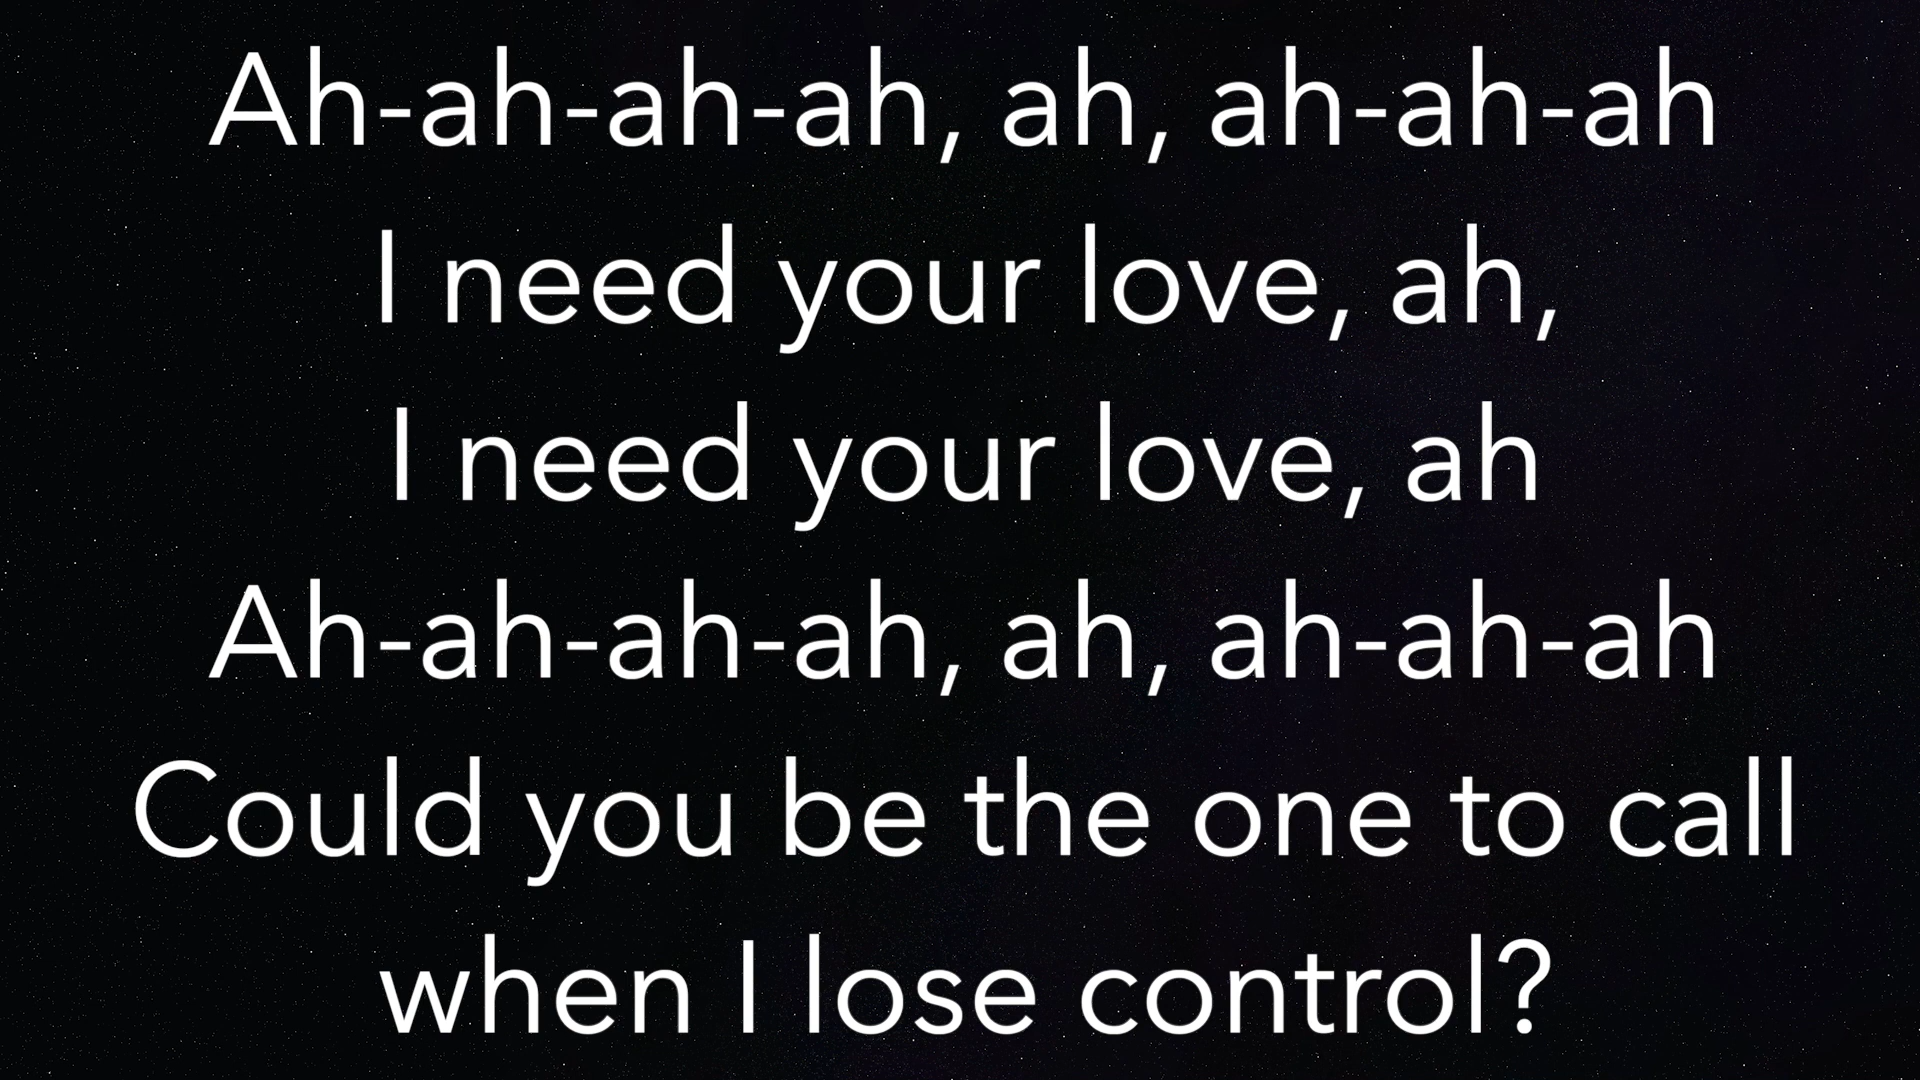 Ah-ah-ah-ah, ah, ah-ah-ah
I need your love, ah,
I need your love, ah
Ah-ah-ah-ah, ah, ah-ah-ah
Could you be the one to call
when I lose control?